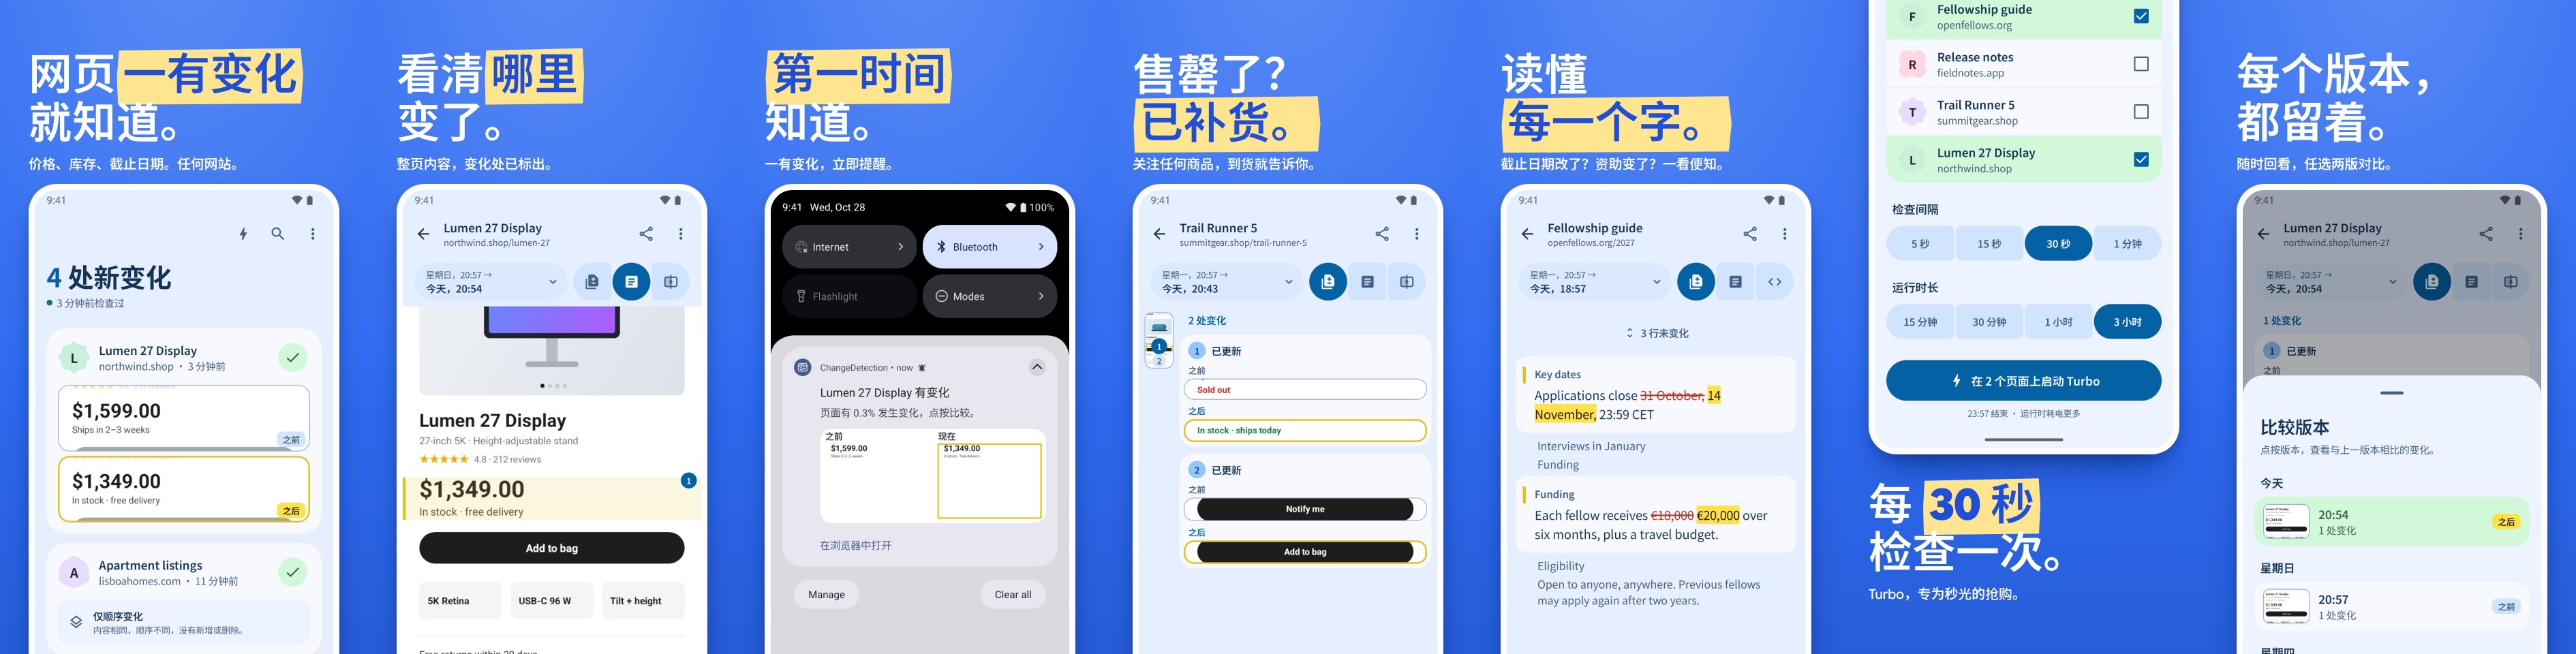 网页一有变化
就知道。
价格、库存、截止日期。任何网站。
9:41
4 处新变化
3 分钟前检查过
L
Lumen 27 Display
northwind.shop • 3 分钟前
$1,599.00
Ships in 2–3 weeks
之前
$1,349.00
In stock · free delivery
之后
A
Apartment listings
lisboahomes.com • 11 分钟前
仅顺序变化
内容相同，顺序不同，没有新增或删除。
看清哪里
变了。
整页内容，变化处已标出。
9:41
Lumen 27 Display
northwind.shop/lumen-27
星期日，20:57 →
今天，20:54
Lumen 27 Display
27-inch 5K · Height-adjustable stand
★★★★★ 4.8 · 212 reviews
1
$1,349.00
In stock · free delivery
Add to bag
5K Retina
USB-C 96 W
Tilt + height
Free returns within 30 days
第一时间
知道。
一有变化，立即提醒。
9:41 Wed, Oct 28
100%
Internet
Bluetooth
Flashlight
Modes
ChangeDetection • now
Lumen 27 Display 有变化
页面有 0.3% 发生变化，点按比较。
之前
现在
$1,599.00
Ships in 2–3 weeks
$1,349.00
In stock · free delivery
在浏览器中打开
Manage
Clear all
售罄了？
已补货。
关注任何商品，到货就告诉你。
9:41
Trail Runner 5
summitgear.shop/trail-runner-5
星期一，20:57 →
今天，20:43
2 处变化
1
2
1 已更新
之前
Sold out
之后
In stock · ships today
2 已更新
之前
Notify me
之后
Add to bag
读懂
每一个字。
截止日期改了？资助变了？一看便知。
9:41
Fellowship guide
openfellows.org/2027
星期一，20:57 →
今天，18:57
3 行未变化
Key dates
Applications close 31 October, 14
November, 23:59 CET
Interviews in January
Funding
Funding
Each fellow receives €18,000 €20,000 over
six months, plus a travel budget.
Eligibility
Open to anyone, anywhere. Previous fellows
may apply again after two years.
F
Fellowship guide
openfellows.org
R
Release notes
fieldnotes.app
T
Trail Runner 5
summitgear.shop
L
Lumen 27 Display
northwind.shop
检查间隔
5 秒
15 秒
30 秒
1 分钟
运行时长
15 分钟
30 分钟
1 小时
3 小时
在 2 个页面上启动 Turbo
23:57 结束 • 运行时耗电更多
每 30 秒
检查一次。
Turbo，专为秒光的抢购。
每个版本，
都留着。
随时回看，任选两版对比。
9:41
Lumen 27 Display
northwind.shop/lumen-27
星期日，20:57 →
今天，20:54
1 处变化
1 已更新
之前
比较版本
点按版本，查看与上一版本相比的变化。
今天
20:54
1 处变化
之后
星期日
20:57
1 处变化
之前
星期四